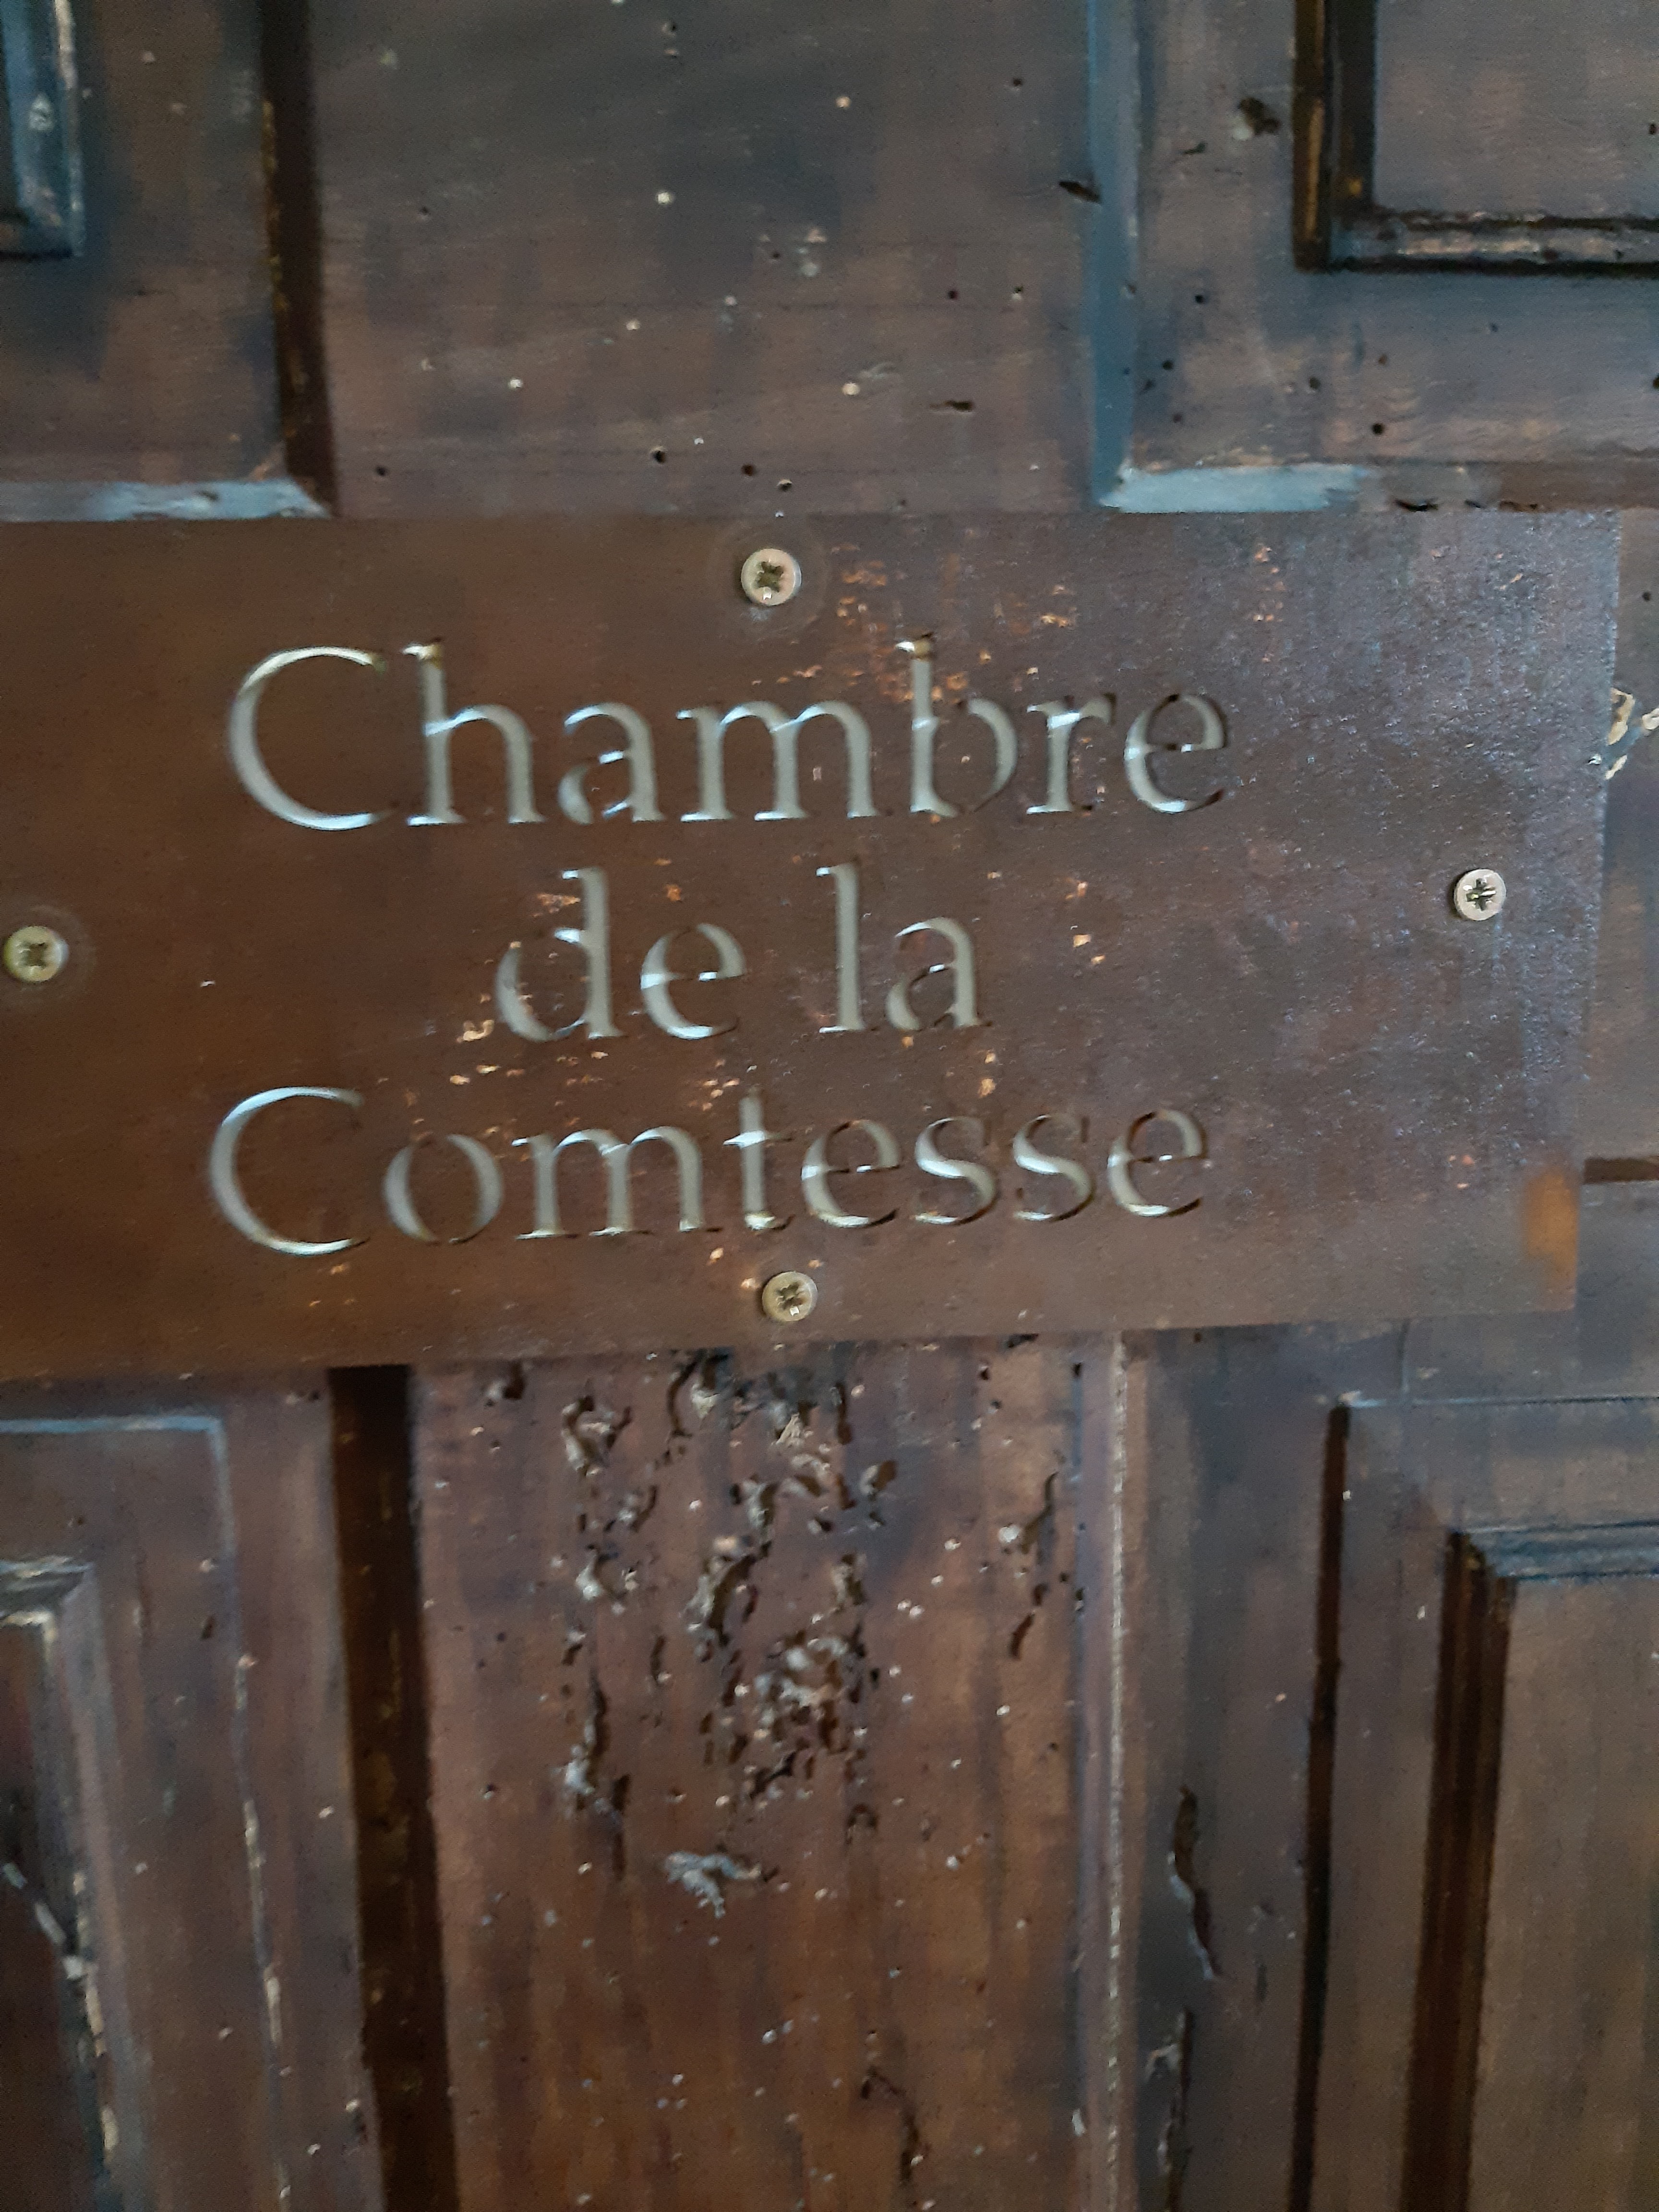 Chambre
de la
Comtesse